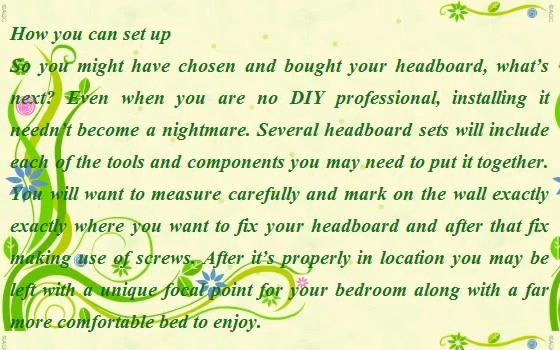 How you can set up
So you might have chosen and bought your headboard, what's
next? Even when you are no DIY professional, installing it
needn't become a nightmare. Several headboard sets will include
each of the tools and components you may need to put it together.
You will want to measure carefully and mark on the wall exactly
exactly where you want to fix your headboard and after that fix
making use of screws. After it's properly in location you may be
left with a unique focal point for your bedroom along with a far
more comfortable bed to enjoy.